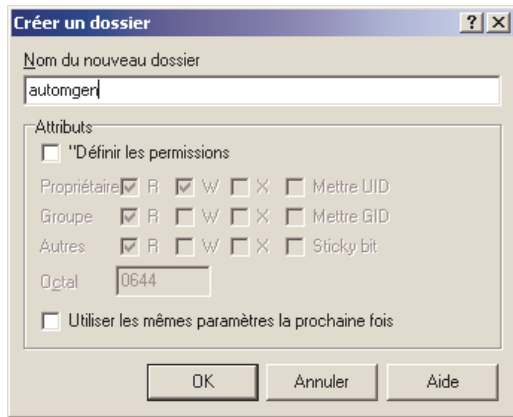 Créer un dossier
Nom du nouveau dossier
automgen
Attributs
"Définir les permissions
Propriétaire R W X Mettre UID
Groupe R W X Mettre GID
Autres R W X Sticky bit
Octal 0644
Utiliser les mêmes paramètres la prochaine fois
OK Annuler Aide